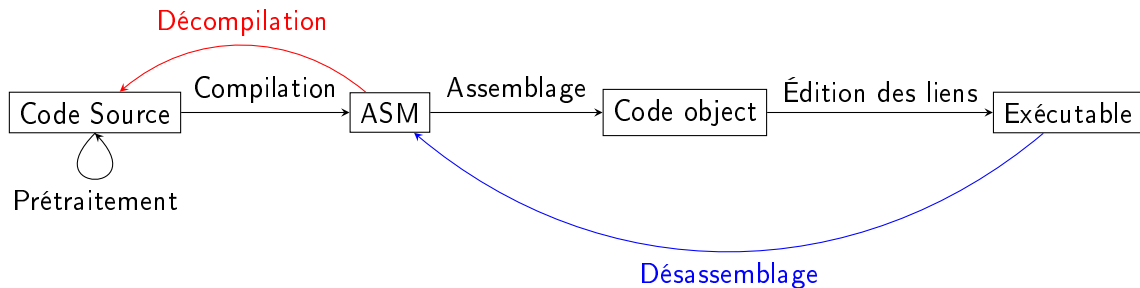 Décompilation
Code Source
Compilation
ASM
Assemblage
Code object
Édition des liens
Exécutable
Prétraitement
Désassemblage